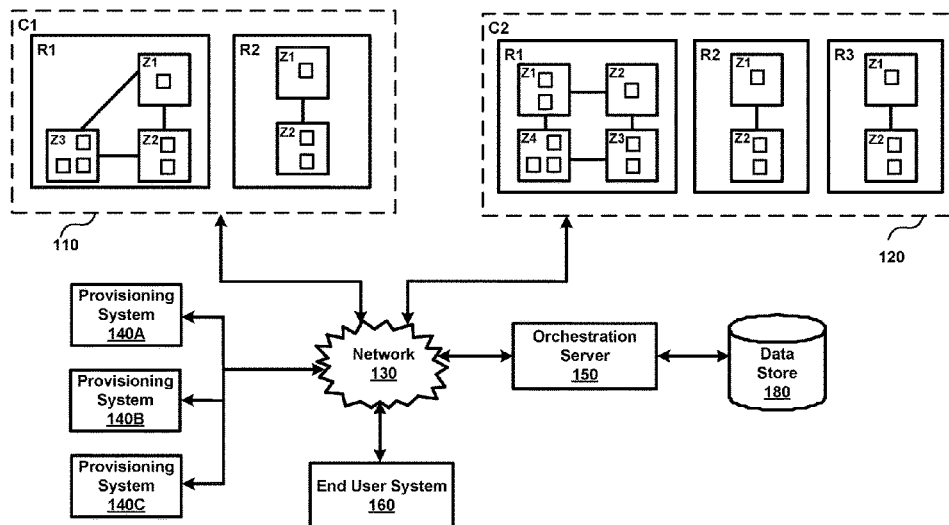 C1
R1
Z1
Z3
Z2
R2
Z1
Z2
110
C2
R1
Z1
Z2
Z4
Z3
R2
Z1
Z2
R3
Z1
Z2
120
Provisioning
System
140A
Provisioning
System
140B
Provisioning
System
140C
Network
130
Orchestration
Server
150
Data
Store
180
End User System
160